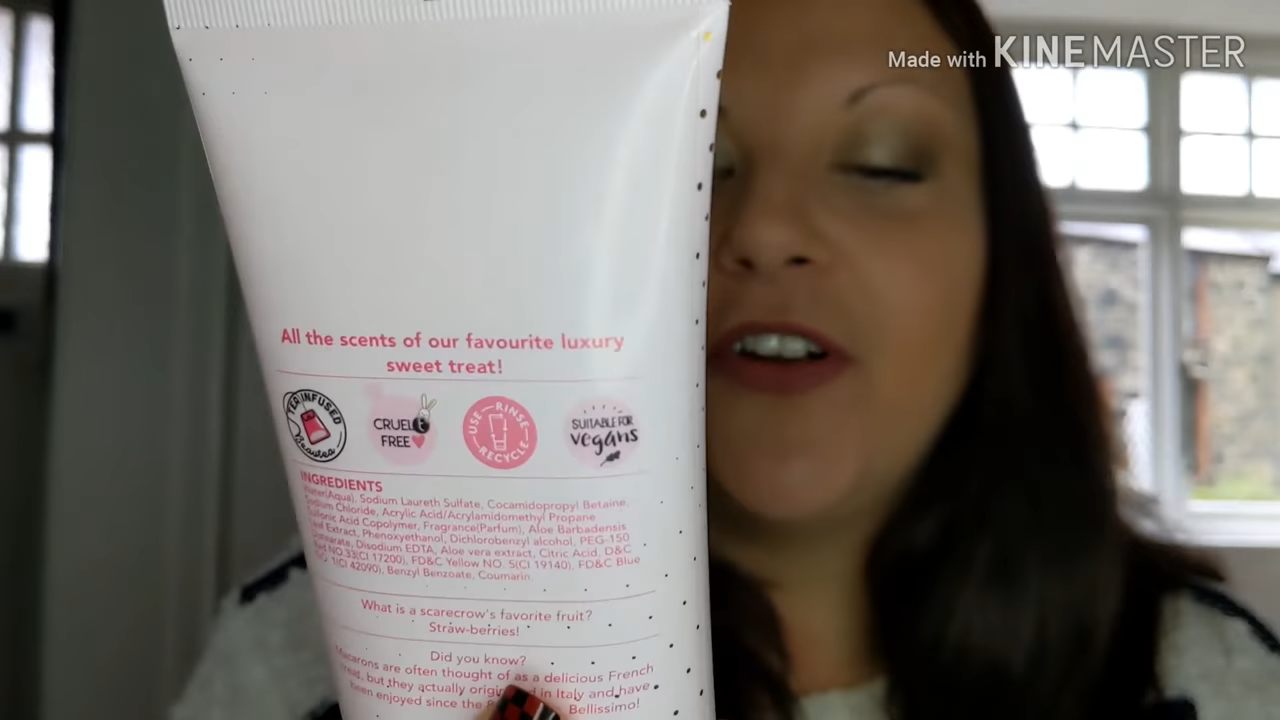 Made with KINEMASTER
All the scents of our favourite luxury
sweet treat!
TEA INFUSED
Beautea
CRUEL
FREE
USE RINSE RECYCLE
SUITABLE FOR
vegans
INGREDIENTS
Water(Aqua), Sodium Laureth Sulfate, Cocamidopropyl Betaine,
Sodium Chloride, Acrylic Acid/Acrylamidomethyl Propane
Sulfonic Acid Copolymer, Fragrance(Parfum), Aloe Barbadensis
Extract, Phenoxyethanol, Dichlorobenzyl alcohol, PEG-150
Disodium EDTA, Aloe vera extract, Citric Acid, D&C
Red NO.33(CI 17200), FD&C Yellow NO. 5(CI 19140), FD&C Blue
1(CI 42090), Benzyl Benzoate, Coumarin.
What is a scarecrow's favorite fruit?
Straw-berries!
Did you know?
Macarons are often thought of as a delicious French
treat, but they actually in Italy and have
been enjoyed since the Bellissimo!